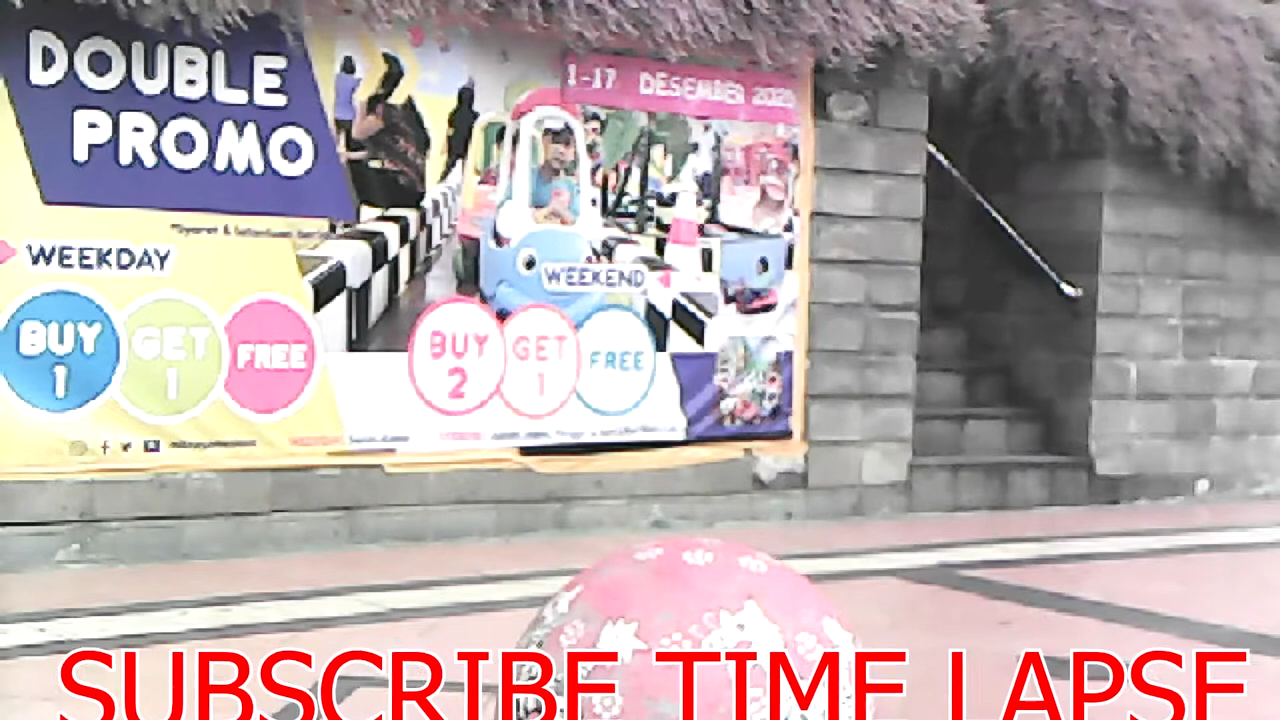 DOUBLE
PROMO
1-17 DESEMBER 2020
WEEKDAY
BUY
1
GET
1
FREE
WEEKEND
BUY
2
GET
1
FREE
SUBSCRIBE TIME LAPSE